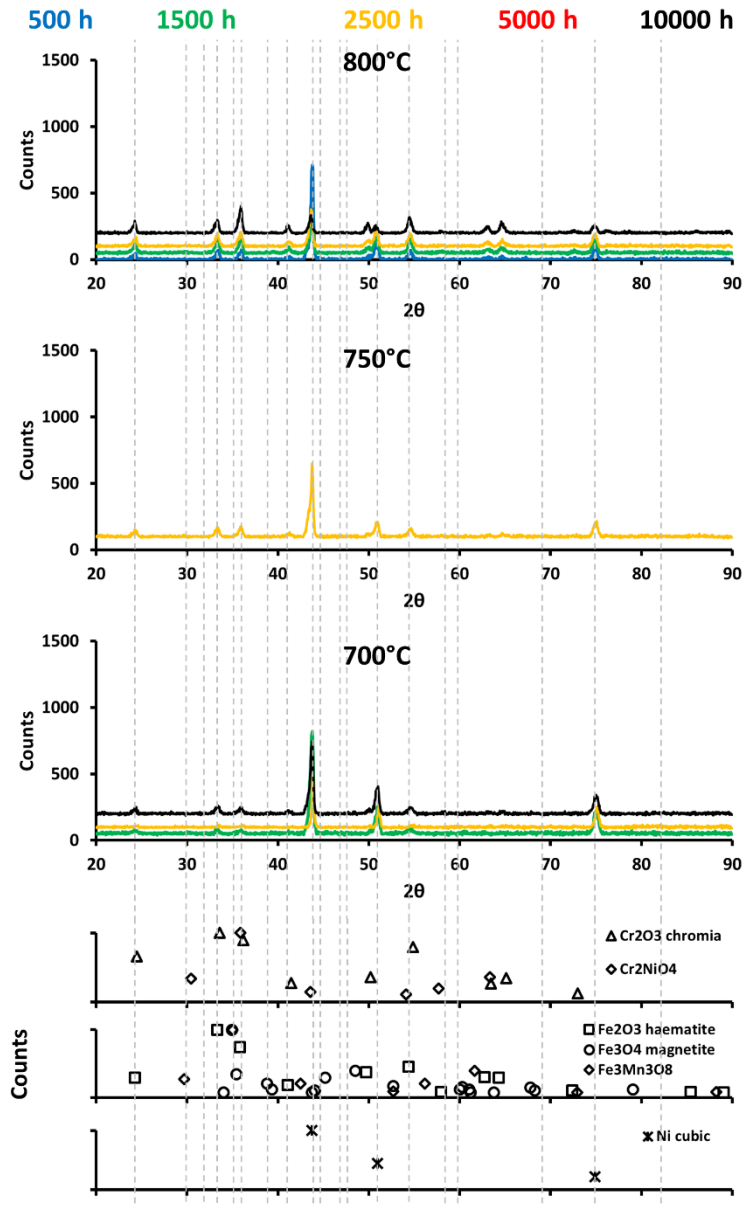 500 h 1500 h 2500 h 5000 h 10000 h
800°C
1500
1000
500
0
Counts
20 30 40 50 60 70 80 90
2θ
750°C
1500
1000
500
0
Counts
20 30 40 50 60 70 80 90
2θ
700°C
1500
1000
500
0
Counts
20 30 40 50 60 70 80 90
2θ
Cr2O3 chromia
Cr2NiO4
Counts
Fe2O3 haematite
Fe3O4 magnetite
Fe3Mn3O8
Ni cubic